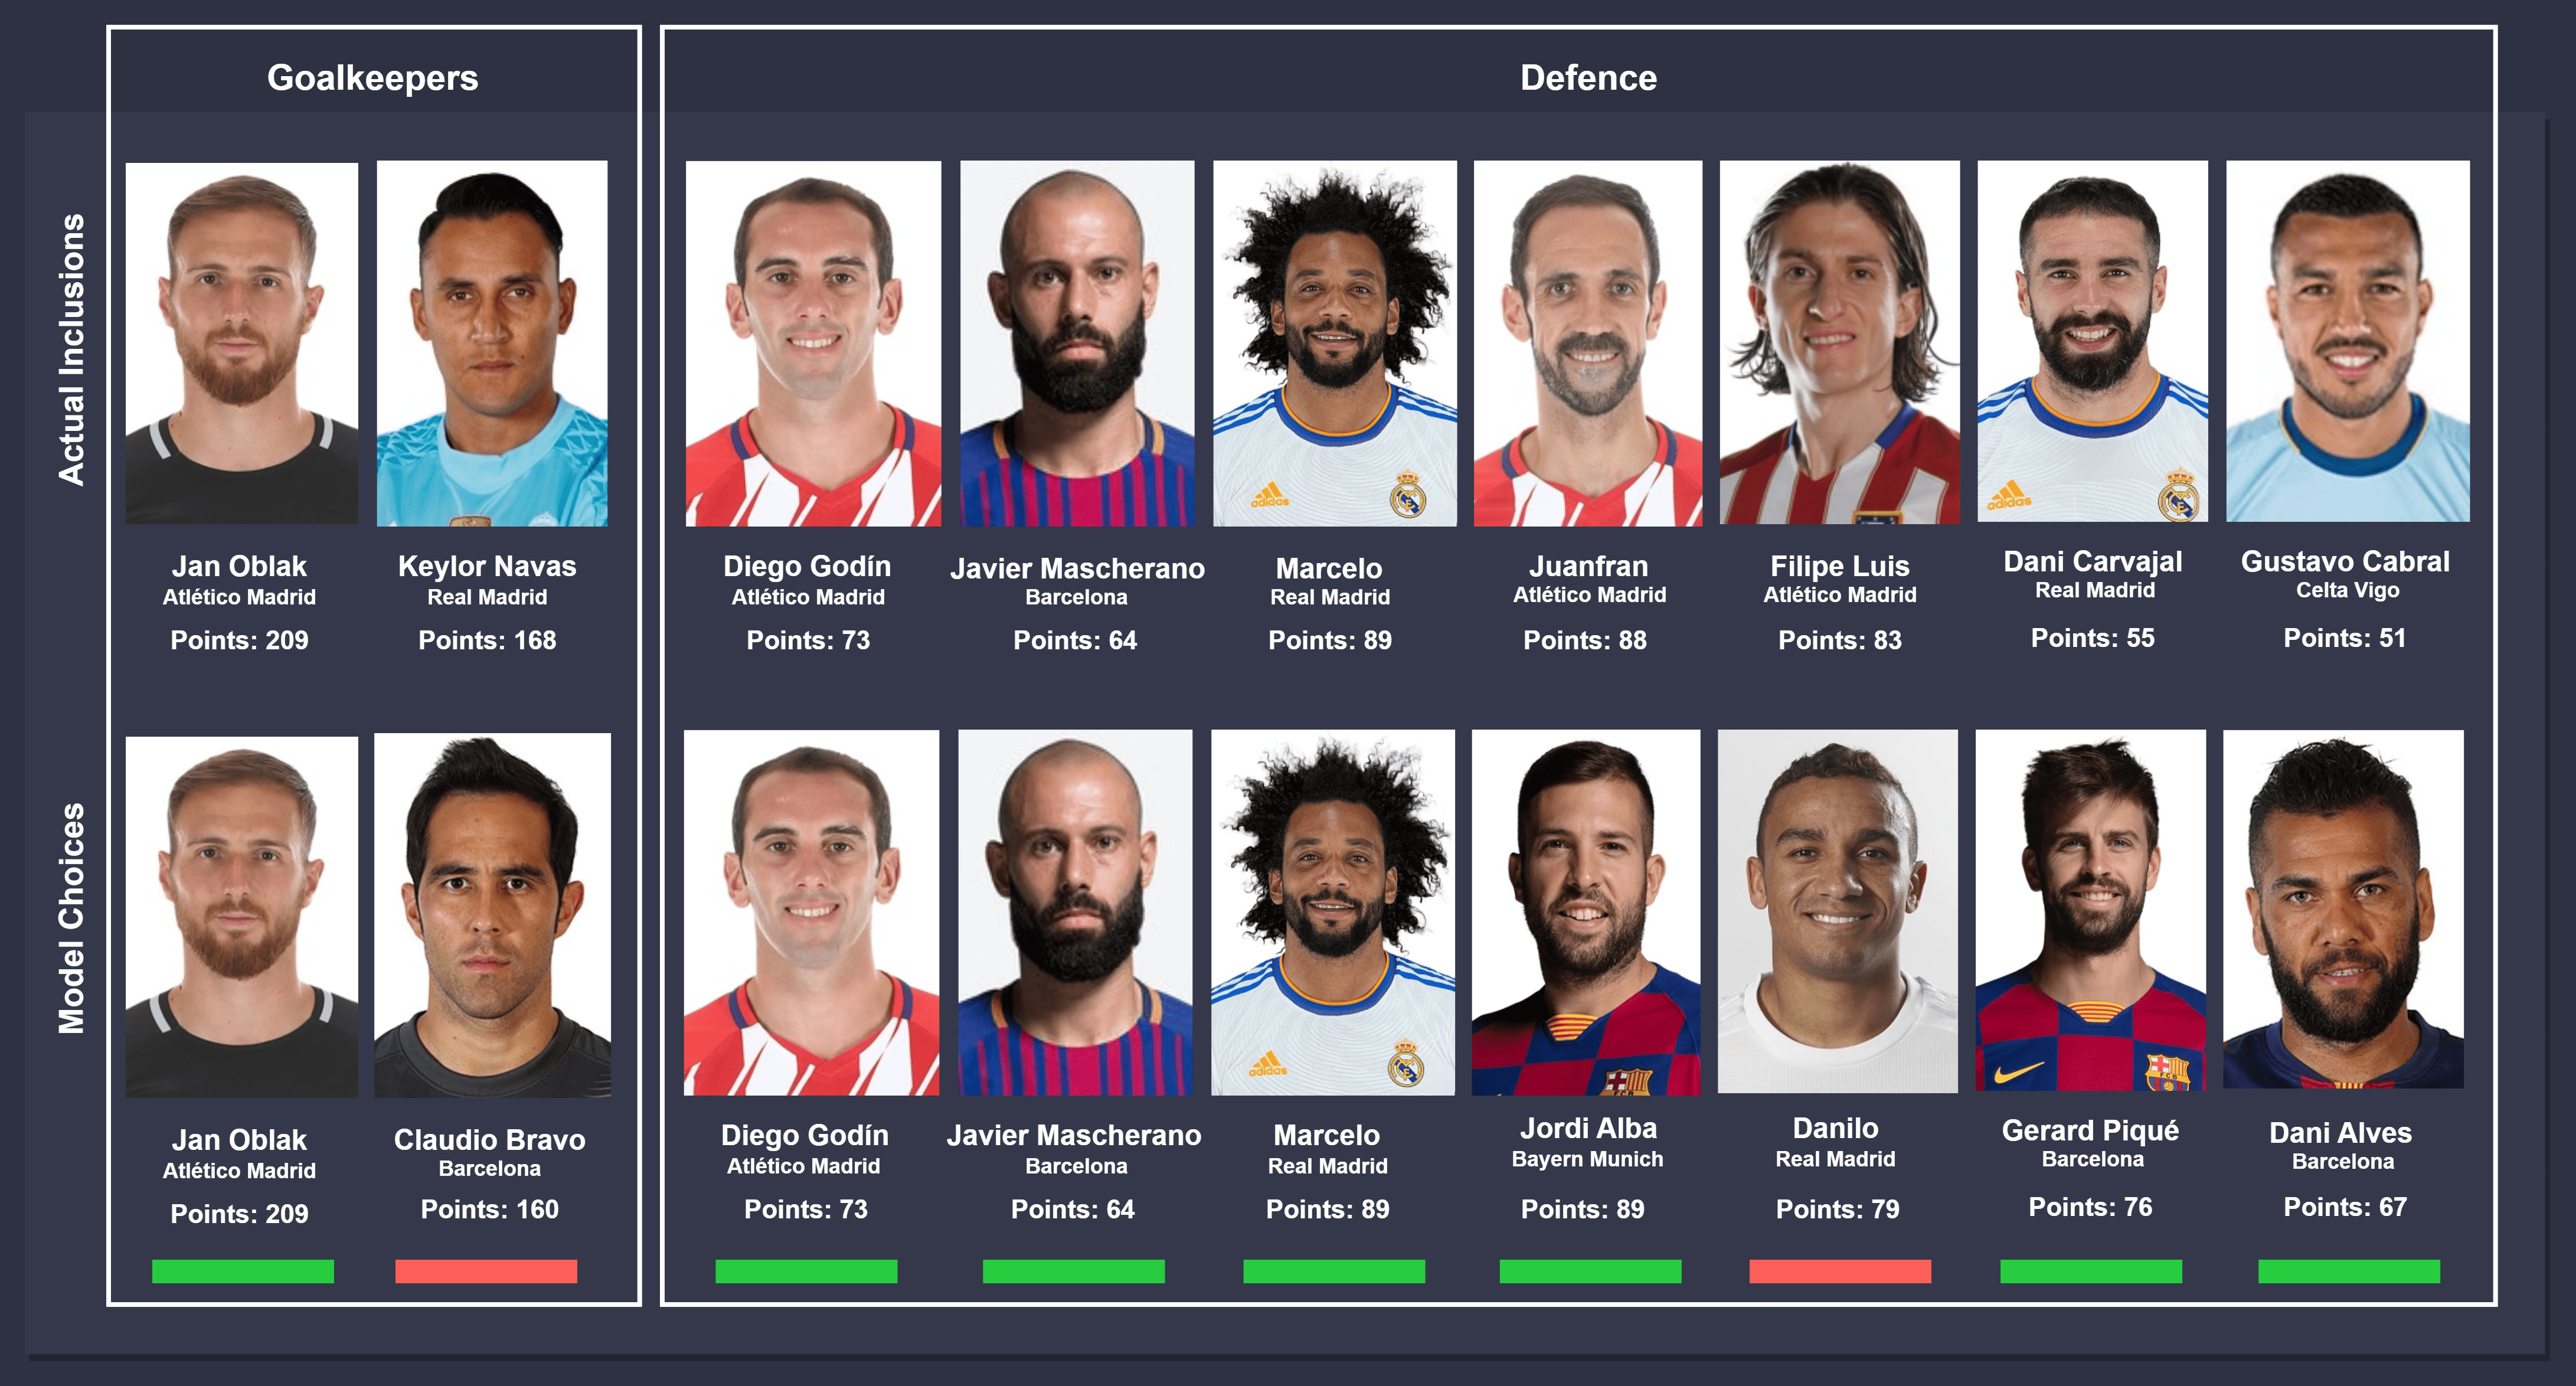 Goalkeepers
Defence
Actual Inclusions
adidas
adidas
Jan Oblak
Atlético Madrid
Points: 209
Keylor Navas
Real Madrid
Points: 168
Diego Godín
Atlético Madrid
Points: 73
Javier Mascherano
Barcelona
Points: 64
Marcelo
Real Madrid
Points: 89
Juanfran
Atlético Madrid
Points: 88
Filipe Luis
Atlético Madrid
Points: 83
Dani Carvajal
Real Madrid
Points: 55
Gustavo Cabral
Celta Vigo
Points: 51
Model Choices
adidas
Jan Oblak
Atlético Madrid
Points: 209
Claudio Bravo
Barcelona
Points: 160
Diego Godín
Atlético Madrid
Points: 73
Javier Mascherano
Barcelona
Points: 64
Marcelo
Real Madrid
Points: 89
Jordi Alba
Bayern Munich
Points: 89
Danilo
Real Madrid
Points: 79
Gerard Piqué
Barcelona
Points: 76
Dani Alves
Barcelona
Points: 67